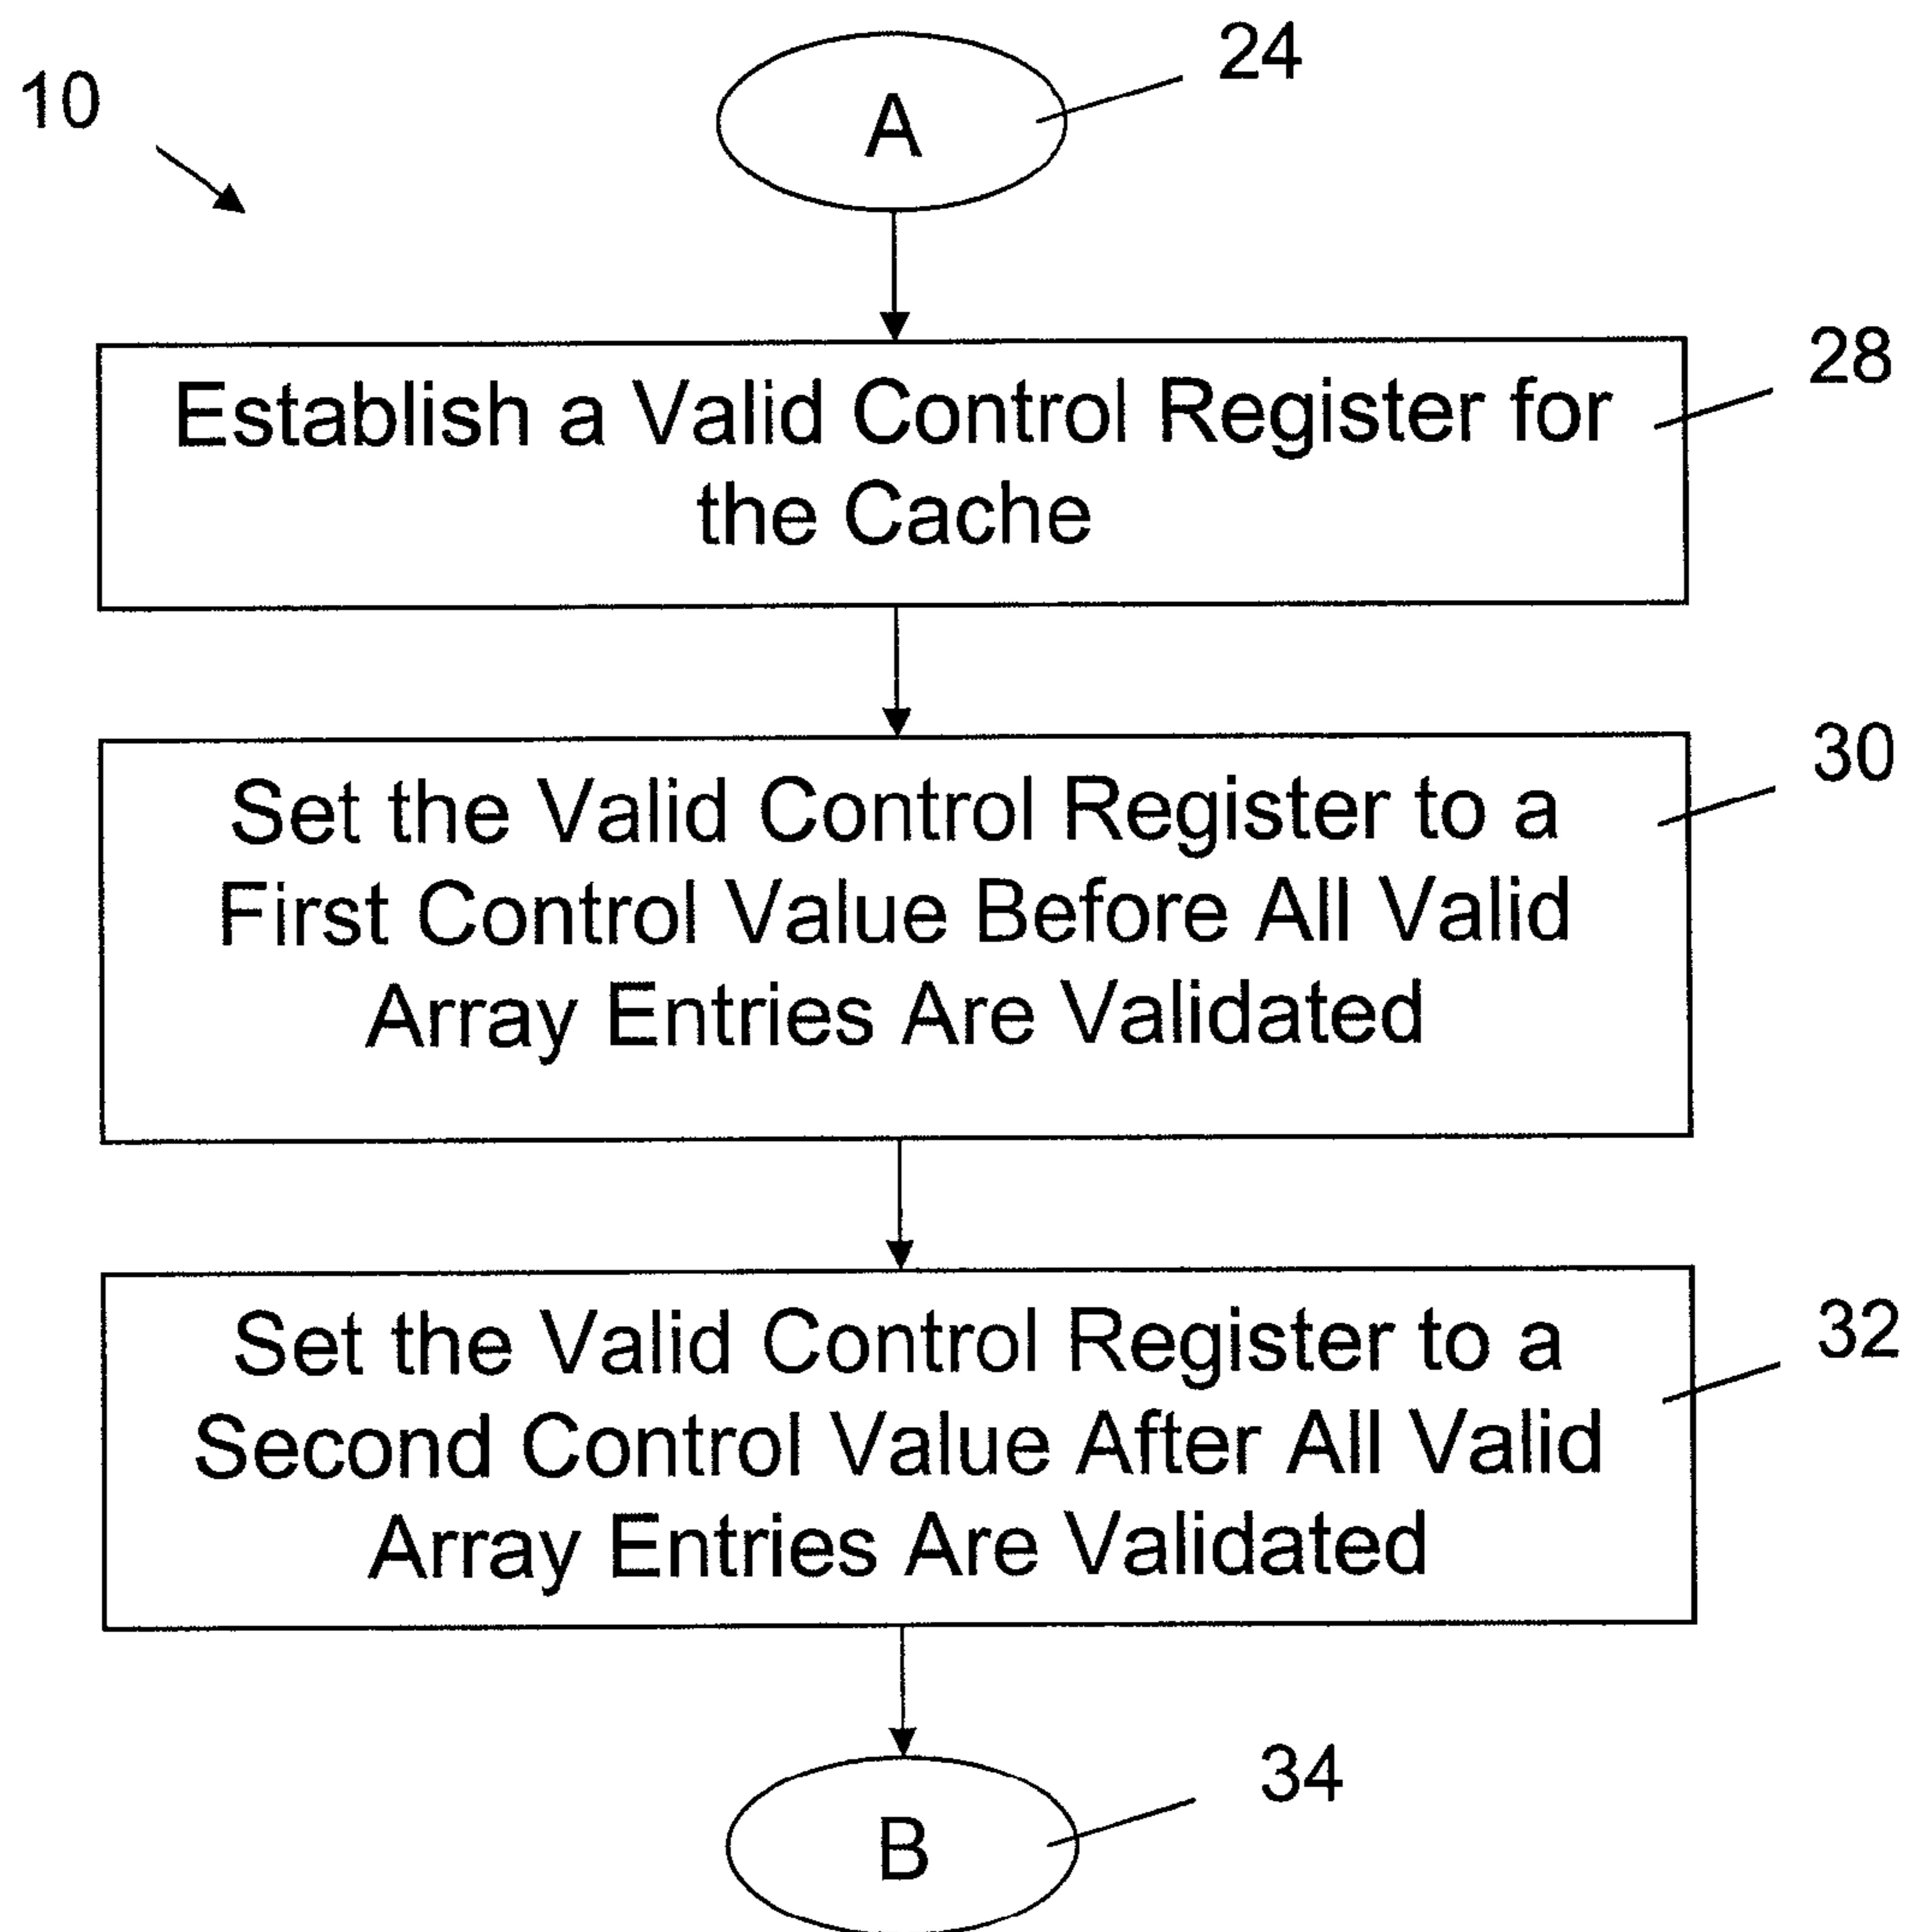 24
10
A
28
Establish a Valid Control Register for
the Cache
30
Set the Valid Control Register to a
First Control Value Before All Valid
Array Entries Are Validated
32
Set the Valid Control Register to a
Second Control Value After All Valid
Array Entries Are Validated
34
B